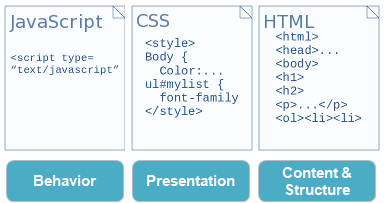 JavaScript
<script type=
“text/javascript”
CSS
<style>
Body {
Color:...
ul#mylist {
font-family
</style>
HTML
<html>
<head>...
<body>
<h1>
<h2>
<p>...</p>
<ol><li><li>
Behavior
Presentation
Content &
Structure